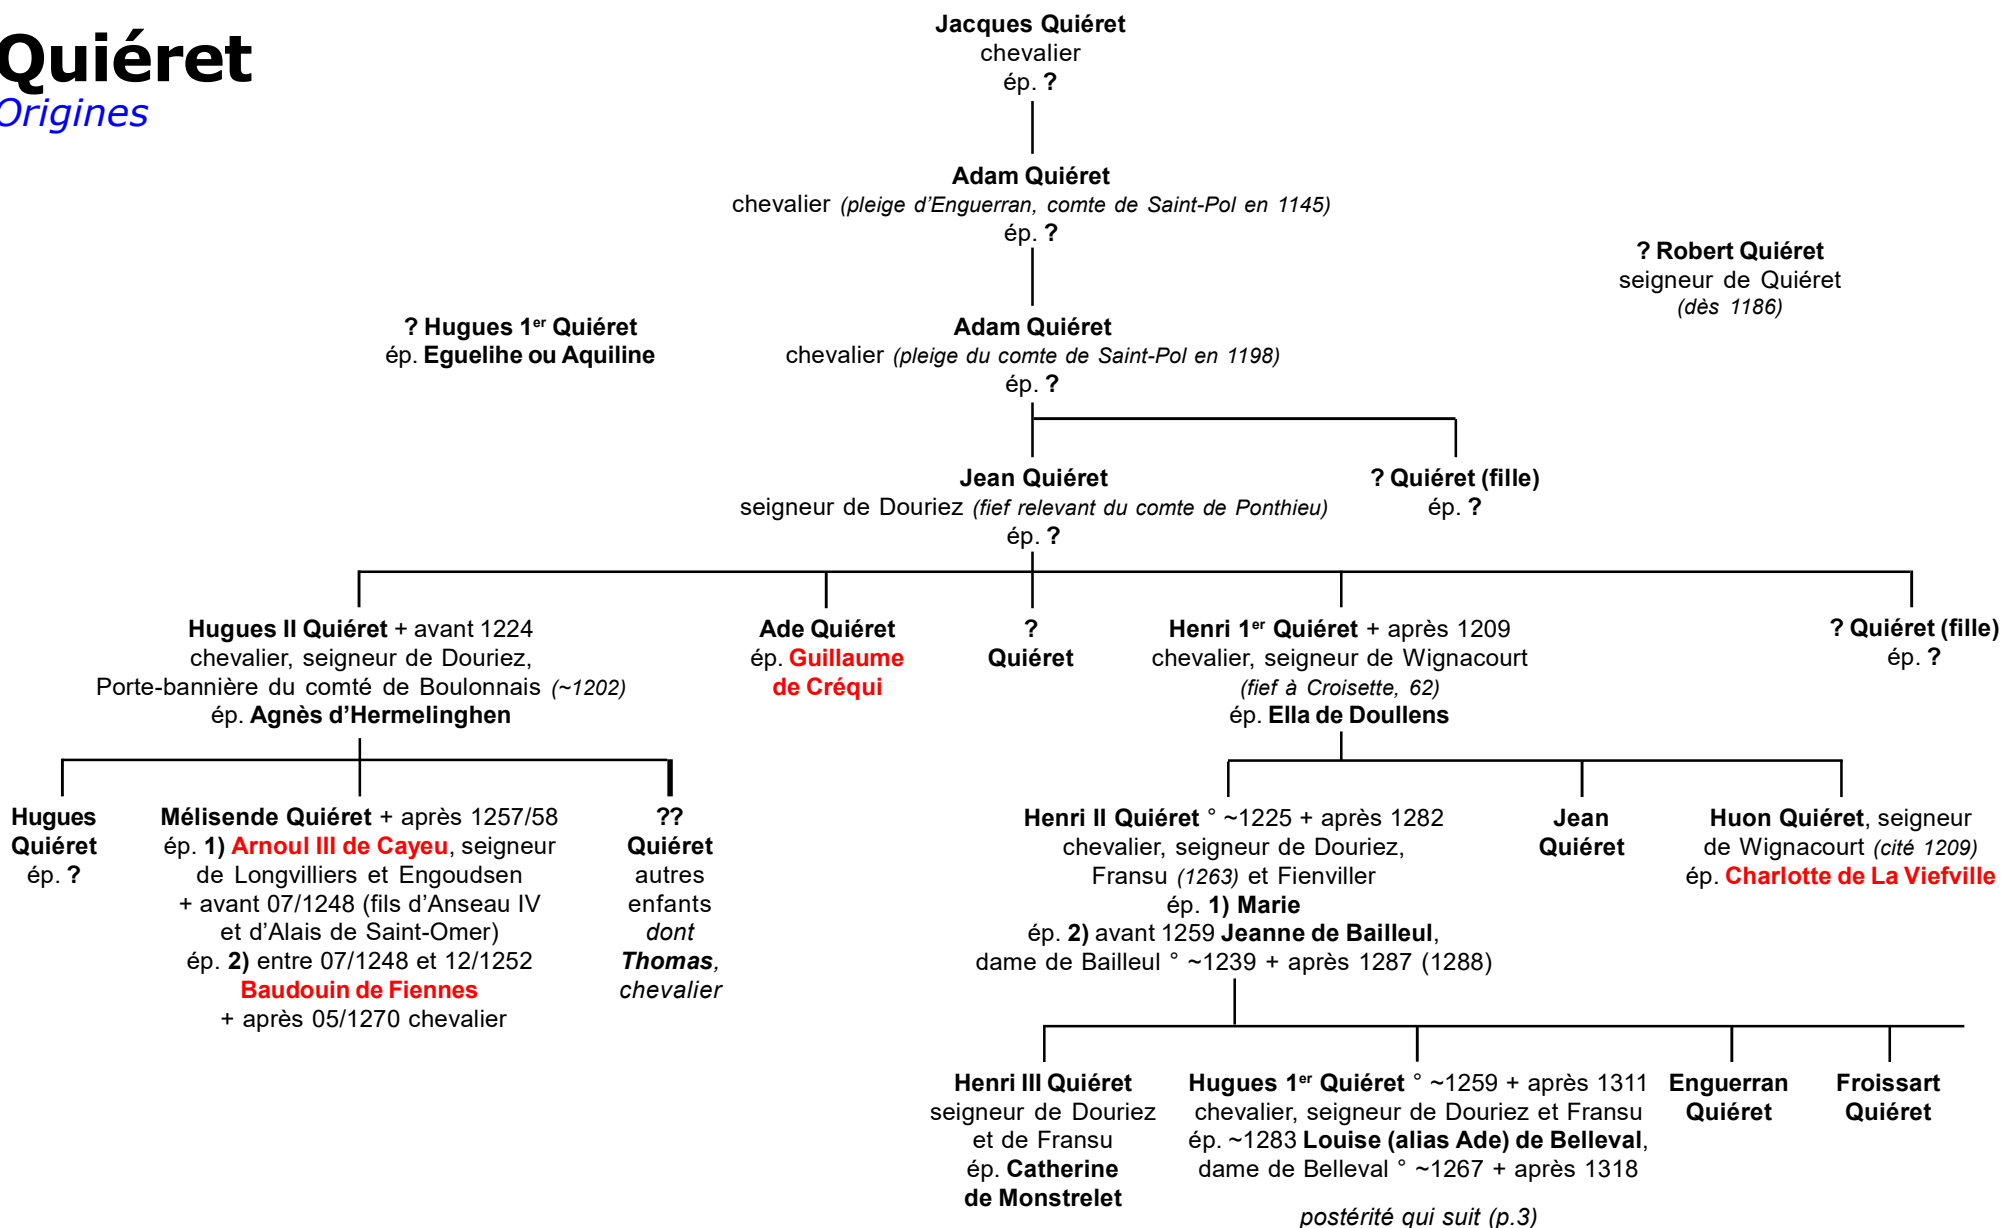 Quiéret
Origines
Jacques Quiéret
chevalier
ép. ?
Adam Quiéret
chevalier (pleige d’Enguerran, comte de Saint-Pol en 1145)
ép. ?
? Robert Quiéret
seigneur de Quiéret
(dès 1186)
? Hugues 1er Quiéret
ép. Eguelihe ou Aquiline
Adam Quiéret
chevalier (pleige du comte de Saint-Pol en 1198)
ép. ?
Jean Quiéret
seigneur de Douriez (fief relevant du comte de Ponthieu)
ép. ?
? Quiéret (fille)
ép. ?
Hugues II Quiéret + avant 1224
chevalier, seigneur de Douriez,
Porte-bannière du comté de Boulonnais (~1202)
ép. Agnès d’Hermelinghen
Ade Quiéret
ép. Guillaume
de Créqui
?
Quiéret
Henri 1er Quiéret + après 1209
chevalier, seigneur de Wignacourt
(fief à Croisette, 62)
ép. Ella de Doullens
? Quiéret (fille)
ép. ?
Hugues
Quiéret
ép. ?
Mélisende Quiéret + après 1257/58
ép. 1) Arnoul III de Cayeu, seigneur
de Longvilliers et Engoudsen
+ avant 07/1248 (fils d’Anseau IV
et d’Alais de Saint-Omer)
ép. 2) entre 07/1248 et 12/1252
Baudouin de Fiennes
+ après 05/1270 chevalier
??
Quiéret
autres
enfants
dont
Thomas,
chevalier
Henri II Quiéret ° ~1225 + après 1282
chevalier, seigneur de Douriez,
Fransu (1263) et Fienviller
ép. 1) Marie
ép. 2) avant 1259 Jeanne de Bailleul,
dame de Bailleul ° ~1239 + après 1287 (1288)
Jean
Quiéret
Huon Quiéret, seigneur
de Wignacourt (cité 1209)
ép. Charlotte de La Viefville
Henri III Quiéret
seigneur de Douriez
et de Fransu
ép. Catherine
de Monstrelet
Hugues 1er Quiéret ° ~1259 + après 1311
chevalier, seigneur de Douriez et Fransu
ép. ~1283 Louise (alias Ade) de Belleval,
dame de Belleval ° ~1267 + après 1318
postérité qui suit (p.3)
Enguerran
Quiéret
Froissart
Quiéret